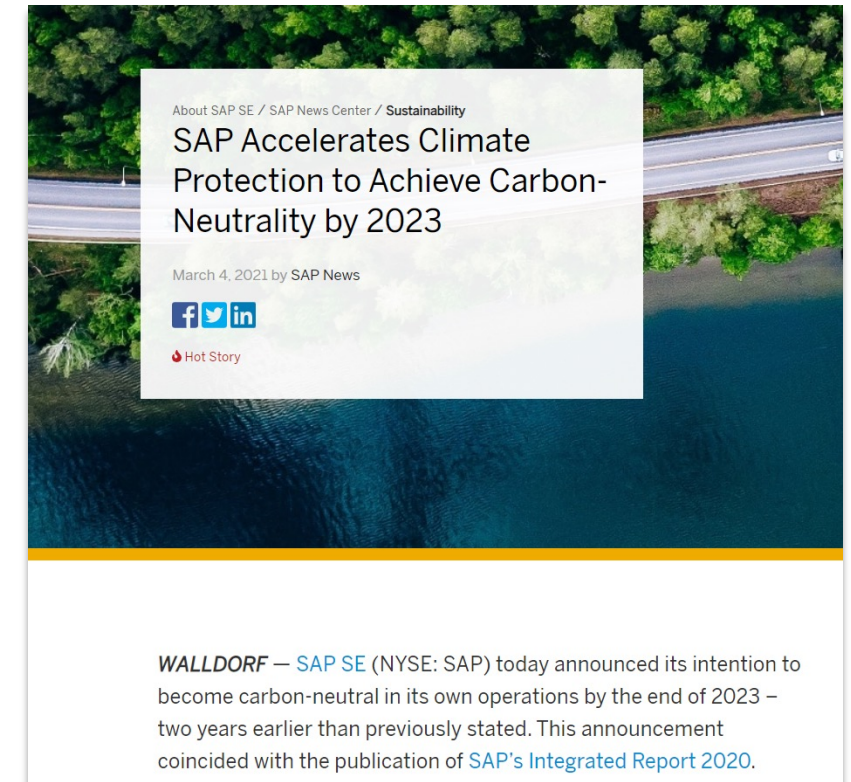 About SAP SE / SAP News Center / Sustainability
SAP Accelerates Climate
Protection to Achieve Carbon-
Neutrality by 2023
March 4, 2021 by SAP News
Hot Story
WALLDORF — SAP SE (NYSE: SAP) today announced its intention to
become carbon-neutral in its own operations by the end of 2023 –
two years earlier than previously stated. This announcement
coincided with the publication of SAP’s Integrated Report 2020.